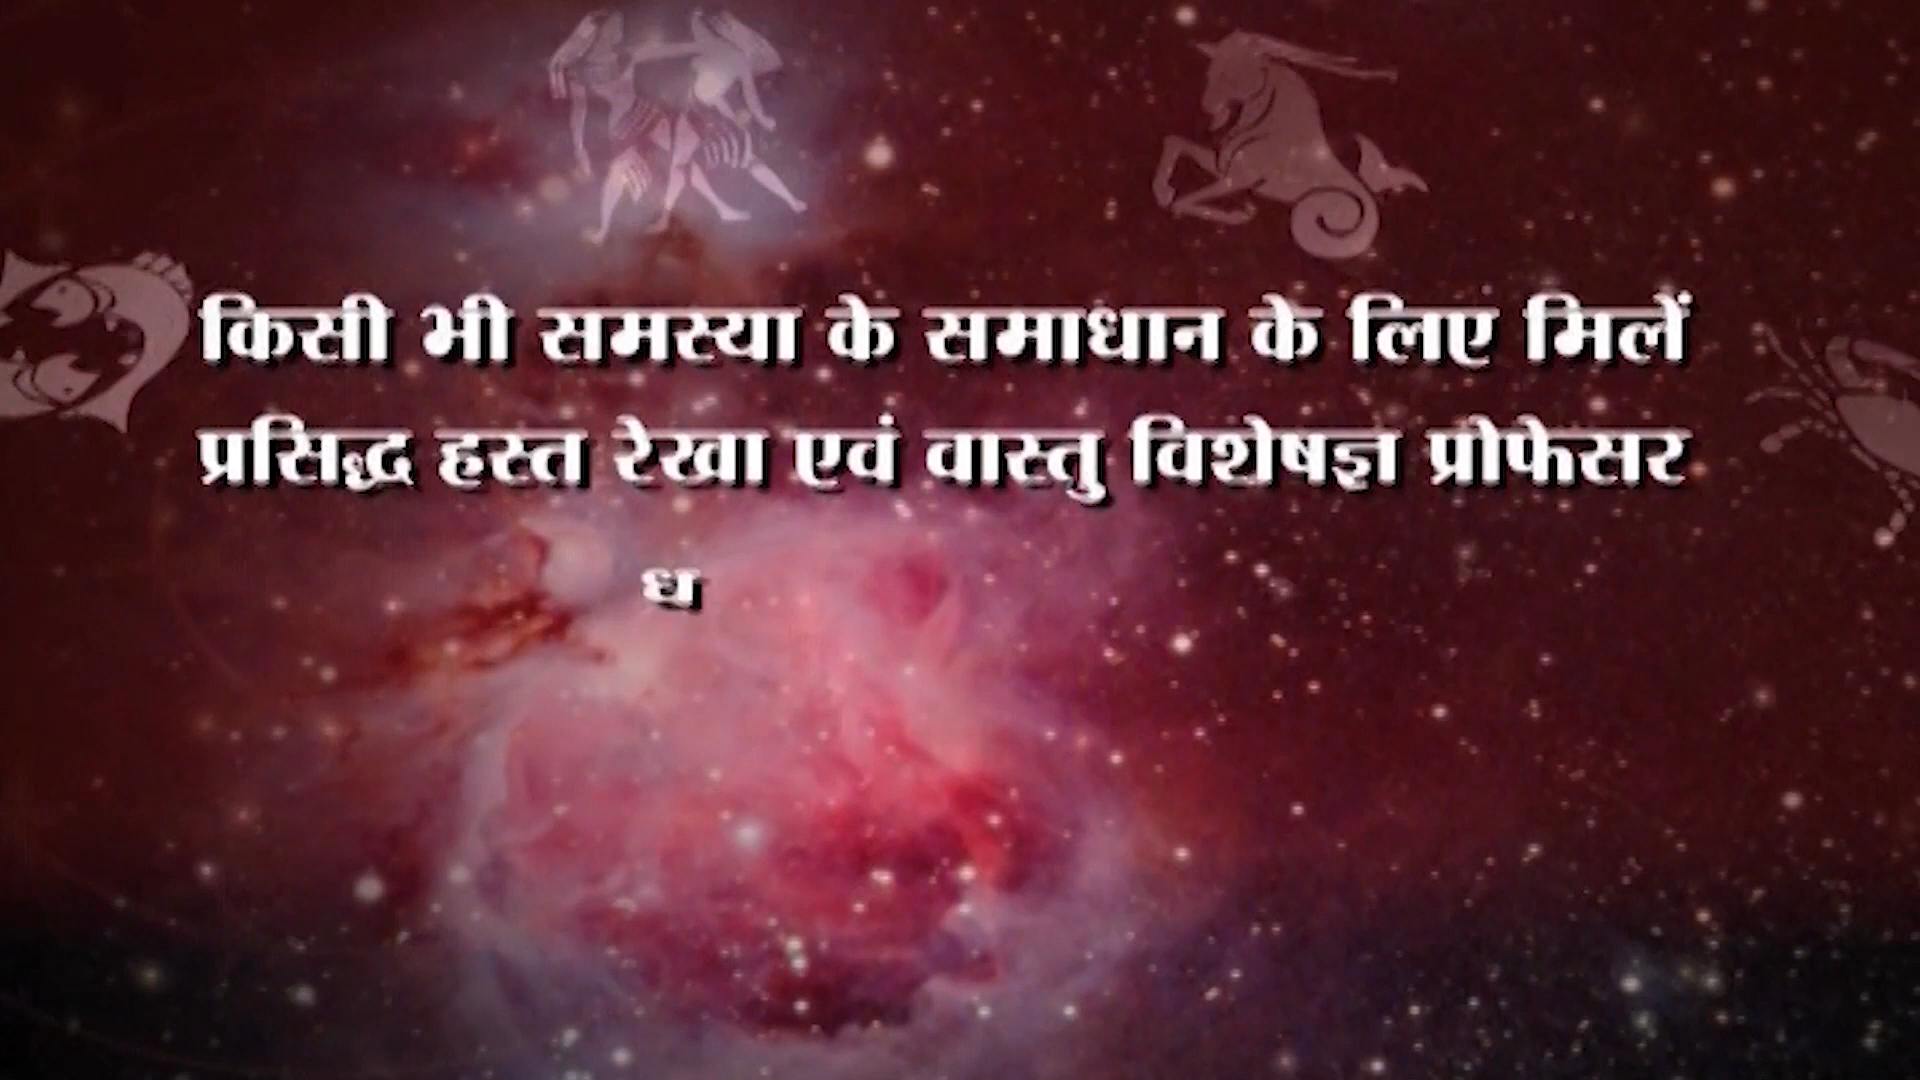 किसी भी समस्या के समाधान के लिए मिलें
प्रसिद्ध हस्त रेखा एवं वास्तु विशेषज्ञ प्रोफेसर
ध